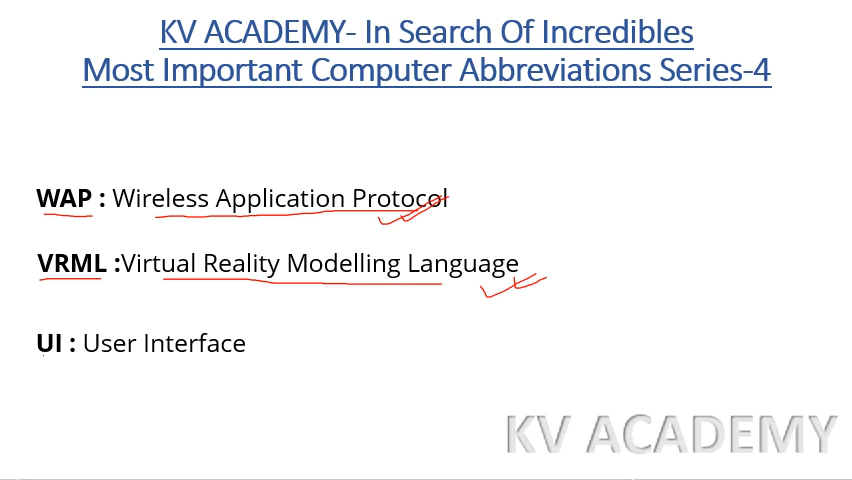 KV ACADEMY- In Search Of Incredibles
Most Important Computer Abbreviations Series-4
WAP : Wireless Application Protocol
VRML :Virtual Reality Modelling Language
UI : User Interface
KV ACADEMY